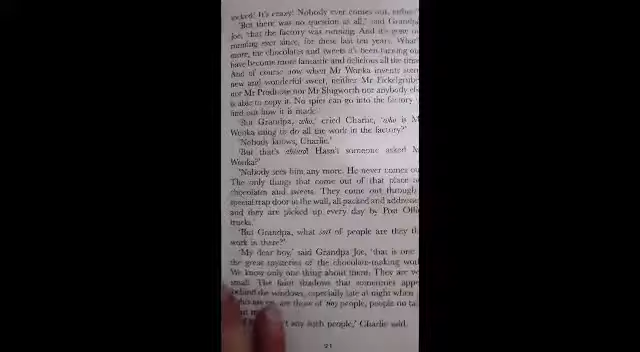 locked! It's crazy! Nobody ever comes out, either!'
'But there was no question at all,' said Grandpa
Joe, 'that the factory was running. And it's gone on
running ever since, for these last ten years. What's
more, the chocolates and sweets it's been turning out
have become more fantastic and delicious all the time.
And of course now when Mr Wonka invents some
new and wonderful sweet, neither Mr Fickelgruber
nor Mr Prodnose nor Mr Slugworth nor anybody else
is able to copy it. No spies can go into the factory
find out how it is made.'
'But Grandpa, who,' cried Charlie, 'who is M
Wonka using to do all the work in the factory?'
'Nobody knows, Charlie.'
'But that's absurd! Hasn't someone asked M
Wonka?'
'Nobody sees him any more. He never comes ou
The only things that come out of that place a
chocolates and sweets. They come out through
special trap door in the wall, all packed and addresse
and they are picked up every day by Post Offi
trucks.'
'But Grandpa, what sort of people are they th
work in there?'
'My dear boy,' said Grandpa Joe, 'that is one
the great mysteries of the chocolate-making wor
We know only one thing about them. They are ve
small. The faint shadows that sometimes appe
behind the windows, especially late at night when
are those of tiny people, people no ta
any such people,' Charlie said.
21